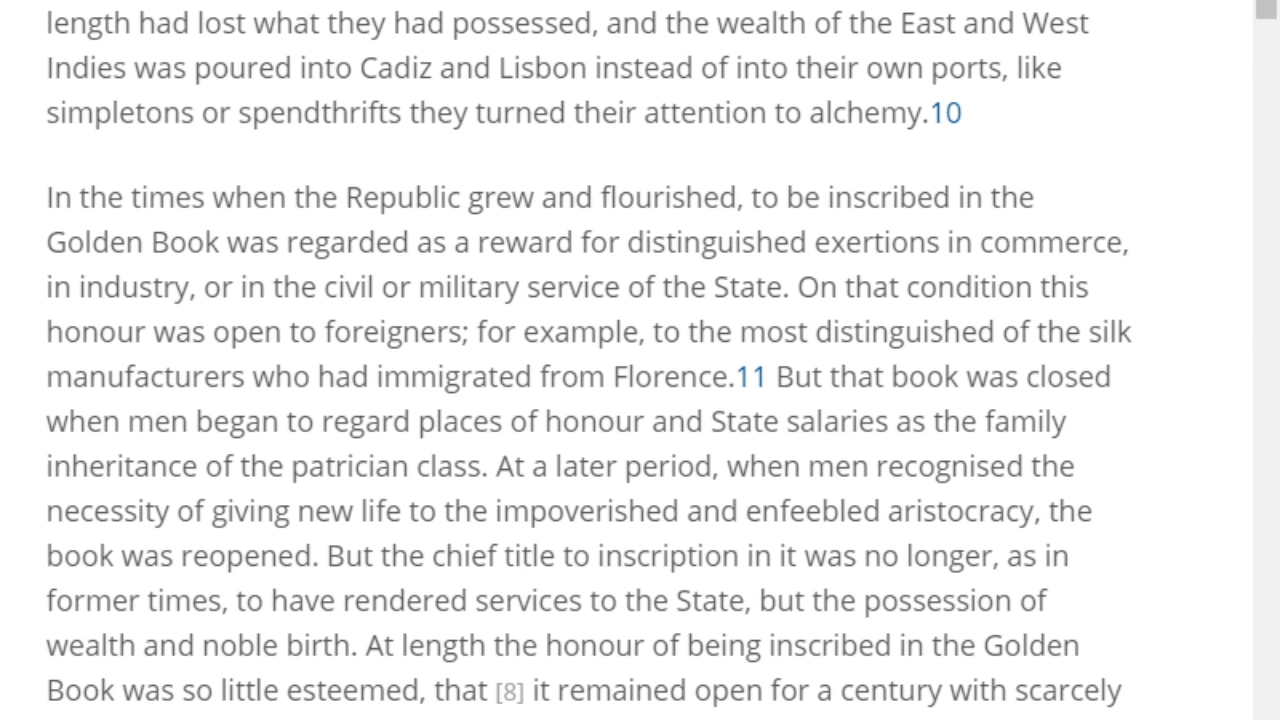 length had lost what they had possessed, and the wealth of the East and West
Indies was poured into Cadiz and Lisbon instead of into their own ports, like
simpletons or spendthrifts they turned their attention to alchemy.10
In the times when the Republic grew and flourished, to be inscribed in the
Golden Book was regarded as a reward for distinguished exertions in commerce,
in industry, or in the civil or military service of the State. On that condition this
honour was open to foreigners; for example, to the most distinguished of the silk
manufacturers who had immigrated from Florence.11 But that book was closed
when men began to regard places of honour and State salaries as the family
inheritance of the patrician class. At a later period, when men recognised the
necessity of giving new life to the impoverished and enfeebled aristocracy, the
book was reopened. But the chief title to inscription in it was no longer, as in
former times, to have rendered services to the State, but the possession of
wealth and noble birth. At length the honour of being inscribed in the Golden
Book was so little esteemed, that [8] it remained open for a century with scarcely